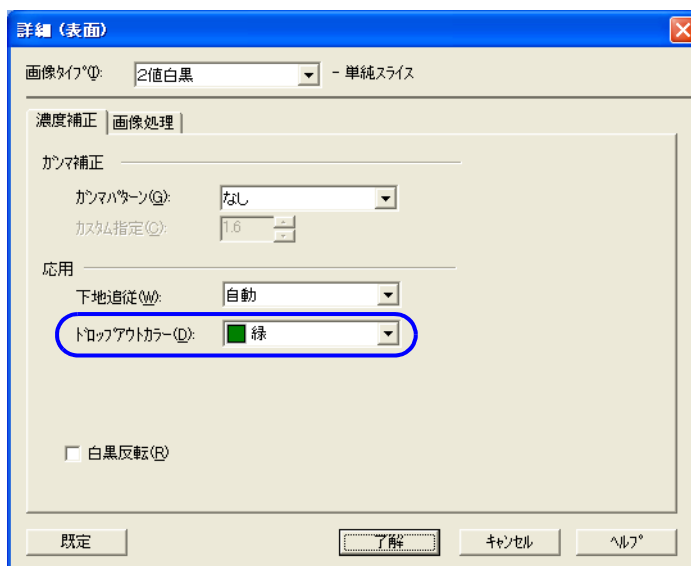 詳細（表面）
画像ﾀｲﾌﾟ(I): 2値白黒 - 単純スライス
濃度補正 画像処理
ガンマ補正
ｶﾞﾝﾏﾊﾟﾀｰﾝ(G): なし
カスタム指定(C): 1.6
応用
下地追従(W): 自動
ﾄﾞﾛｯﾌﾟｱｳﾄｶﾗｰ(D): 緑
白黒反転(R)
既定 了解 ｷｬﾝｾﾙ ﾍﾙﾌﾟ